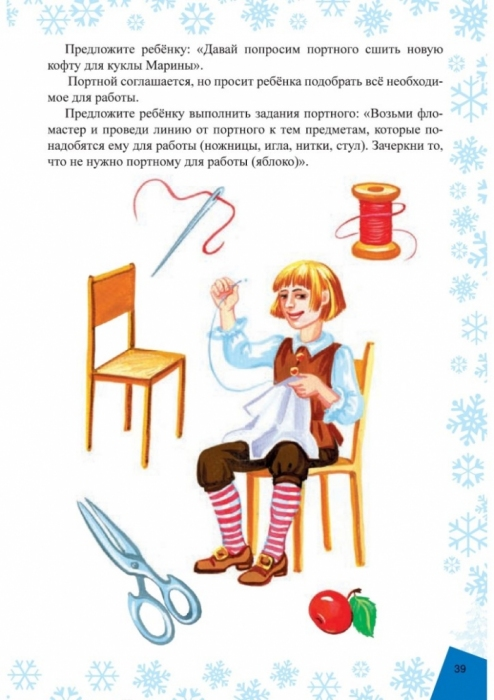 Предложите ребёнку: «Давай попросим портного сшить новую
кофту для куклы Марины».
Портной соглашается, но просит ребёнка подобрать всё необходи-
мое для работы.
Предложите ребёнку выполнить задания портного: «Возьми фло-
мастер и проведи линию от портного к тем предметам, которые по-
надобятся ему для работы (ножницы, игла, нитки, стул). Зачеркни то,
что не нужно портному для работы (яблоко)».
39